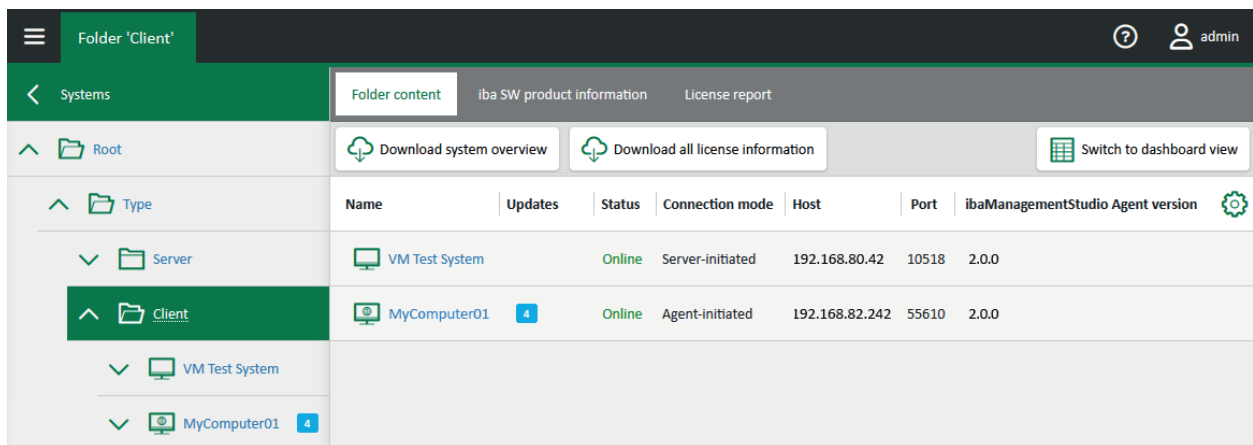 Folder 'Client'
? admin
Systems
Folder content iba SW product information License report
Root
Download system overview Download all license information Switch to dashboard view
Type
Name Updates Status Connection mode Host Port ibaManagementStudio Agent version
Server
VM Test System Online Server-initiated 192.168.80.42 10518 2.0.0
Client
MyComputer01 4 Online Agent-initiated 192.168.82.242 55610 2.0.0
VM Test System
MyComputer01 4